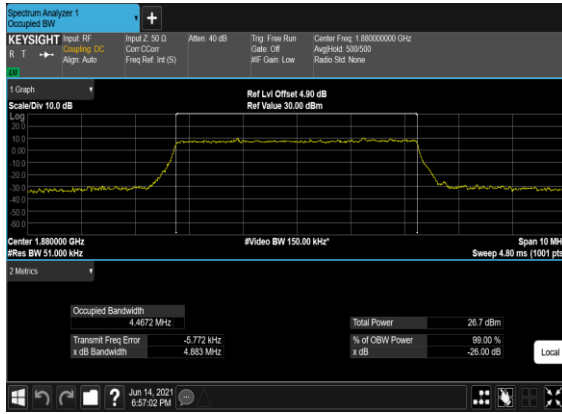 Spectrum Analyzer 1
Occupied BW
KEYSIGHT
R T
LXI
Input: RF
Coupling: DC
Align: Auto
Input Z: 50 Ω
Corr CCorr
Freq Ref: Int (S)
Atten: 40 dB
Trig: Free Run
Gate: Off
#IF Gain: Low
Center Freq: 1.880000000 GHz
Avg|Hold: 500/500
Radio Std: None
1 Graph
Scale/Div 10.0 dB
Ref Lvl Offset 4.90 dB
Ref Value 30.00 dBm
Log
20.0
10.0
0.00
-10.0
-20.0
-30.0
-40.0
-50.0
-60.0
Center 1.880000 GHz
#Res BW 51.000 kHz
#Video BW 150.00 kHz*
Span 10 MH
Sweep 4.80 ms (1001 pts
2 Metrics
Occupied Bandwidth
4.4672 MHz
Transmit Freq Error -5.772 kHz
x dB Bandwidth 4.883 MHz
Total Power 26.7 dBm
% of OBW Power 99.00 %
x dB -26.00 dB
Local
?
Jun 14, 2021
6:57:02 PM